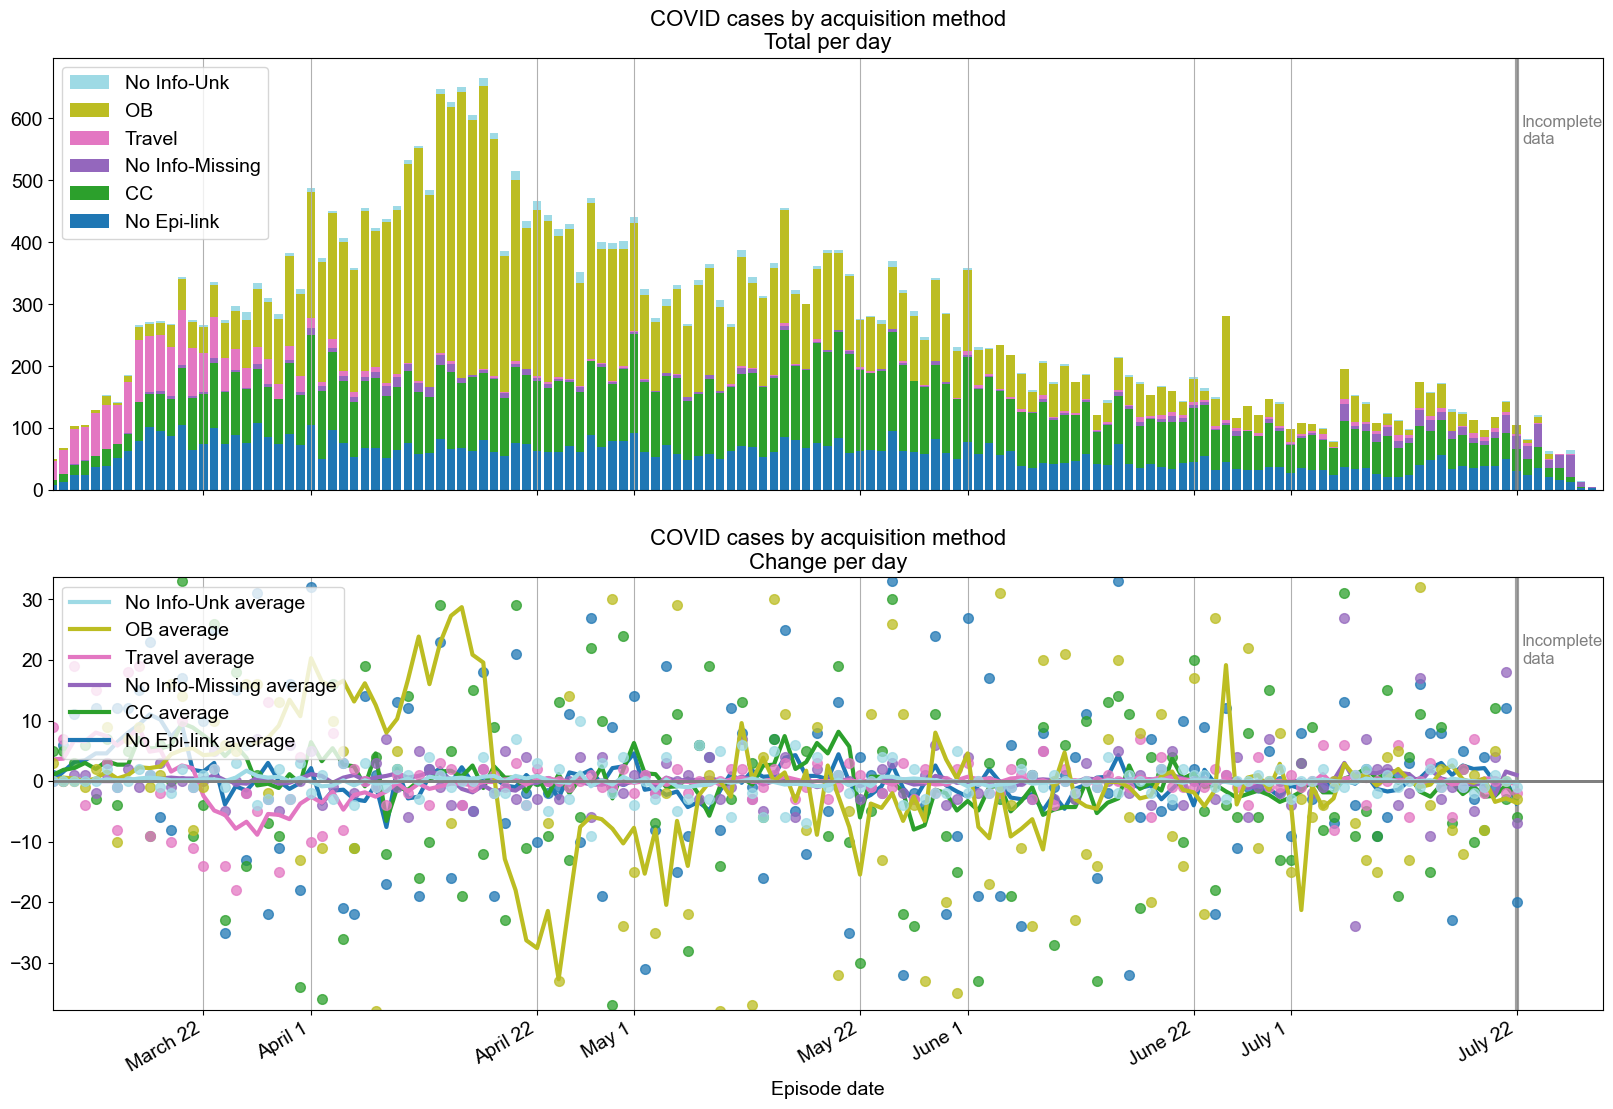 COVID cases by acquisition method
Total per day
No Info-Unk
OB
Travel
No Info-Missing
CC
No Epi-link
Incomplete
data
600
500
400
300
200
100
0
COVID cases by acquisition method
Change per day
No Info-Unk average
OB average
Travel average
No Info-Missing average
CC average
No Epi-link average
Incomplete
data
30
20
10
0
−10
−20
−30
March 22
April 1
April 22
May 1
May 22
June 1
June 22
July 1
July 22
Episode date